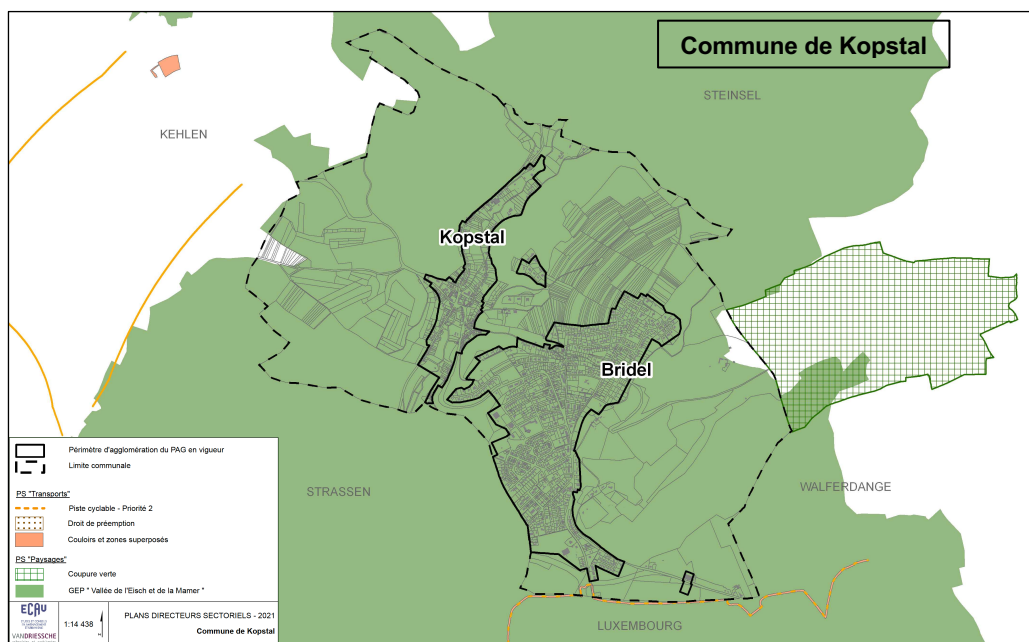 Commune de Kopstal
STEINSEL
KEHLEN
Kopstal
Bridel
STRASSEN
WALFERDANGE
LUXEMBOURG
Périmètre d'agglomération du PAG en vigueur
Limite communale
PS "Transports"
Piste cyclable - Priorité 2
Droit de préemption
Couloirs et zones superposés
PS "Paysages"
Coupure verte
GEP " Vallée de l'Eisch et de la Mamer "
ECAU
VANDRIESSCHE
1:14 438
PLANS DIRECTEURS SECTORIELS - 2021
Commune de Kopstal